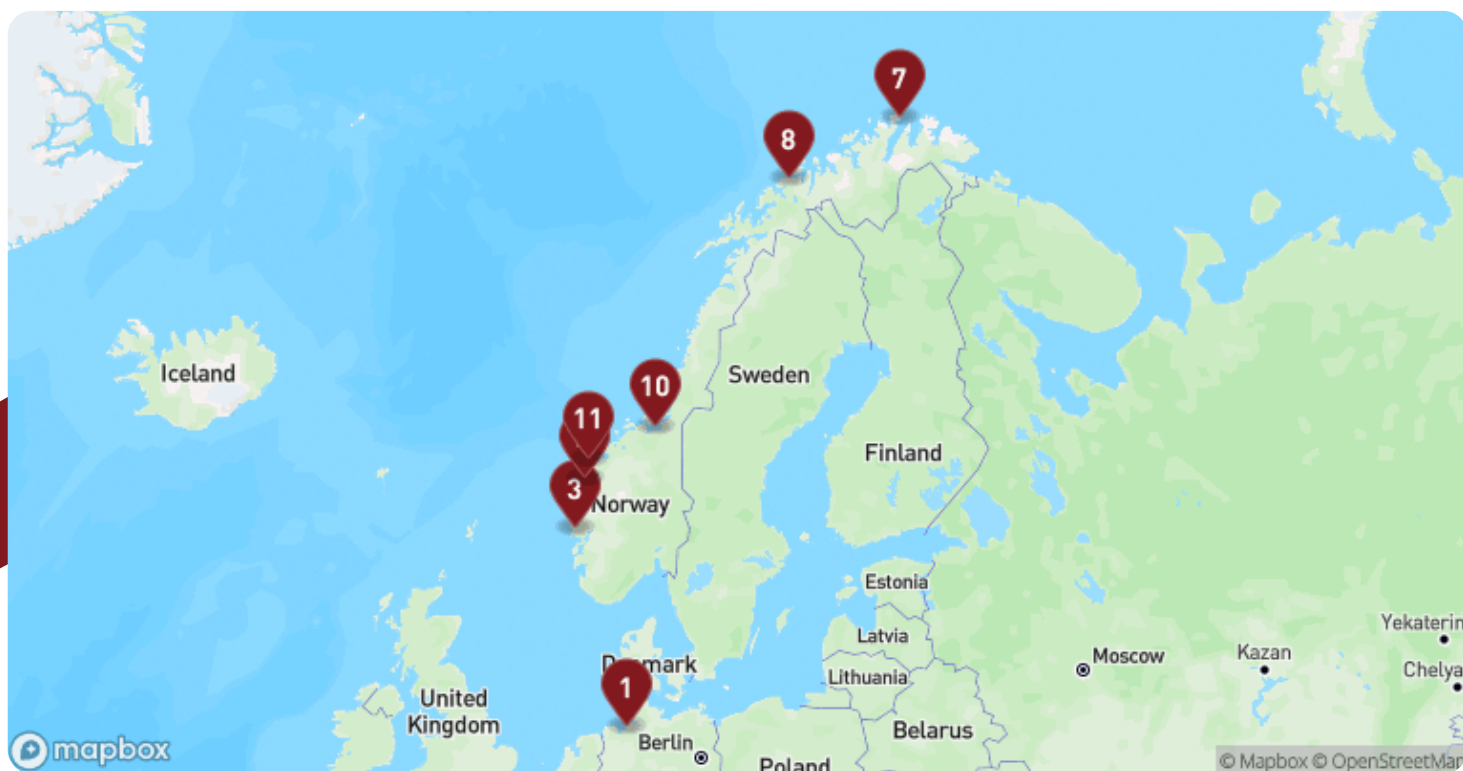 7
8
Iceland
Sweden
10
11
Finland
3
Norway
Estonia
Yekaterin
Latvia
Kazan
Moscow
Denmark
Chelya
Lithuania
1
United
Kingdom
Belarus
Berlin
mapbox
Poland
© Mapbox © OpenStreetMap